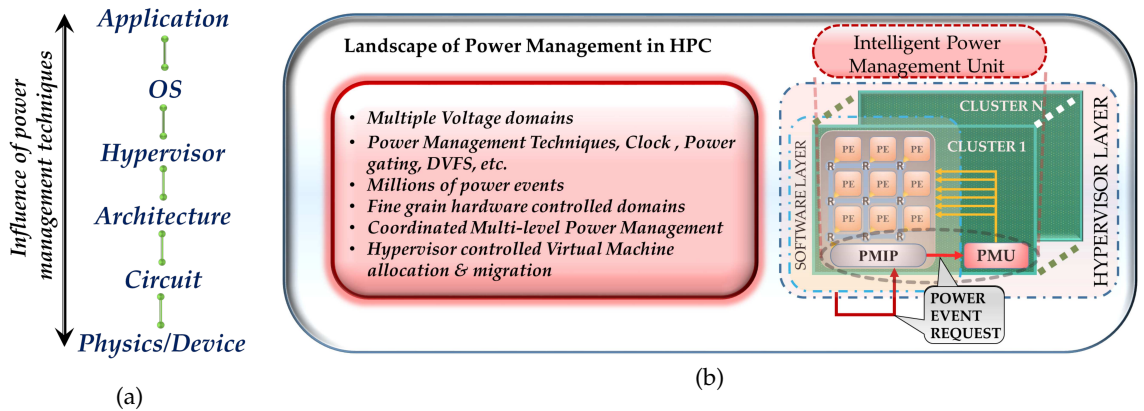 Influence of power
management techniques
Application
OS
Hypervisor
Architecture
Circuit
Physics/Device
(a)
Landscape of Power Management in HPC
• Multiple Voltage domains
• Power Management Techniques, Clock , Power
gating, DVFS, etc.
• Millions of power events
• Fine grain hardware controlled domains
• Coordinated Multi-level Power Management
• Hypervisor controlled Virtual Machine
allocation & migration
Intelligent Power
Management Unit
CLUSTER N
CLUSTER 1
SOFTWARE LAYER
HYPERVISOR LAYER
PE PE PE
R R R
PE PE PE
R R R
PE PE PE
R R R
PMIP
PMU
POWER
EVENT
REQUEST
(b)